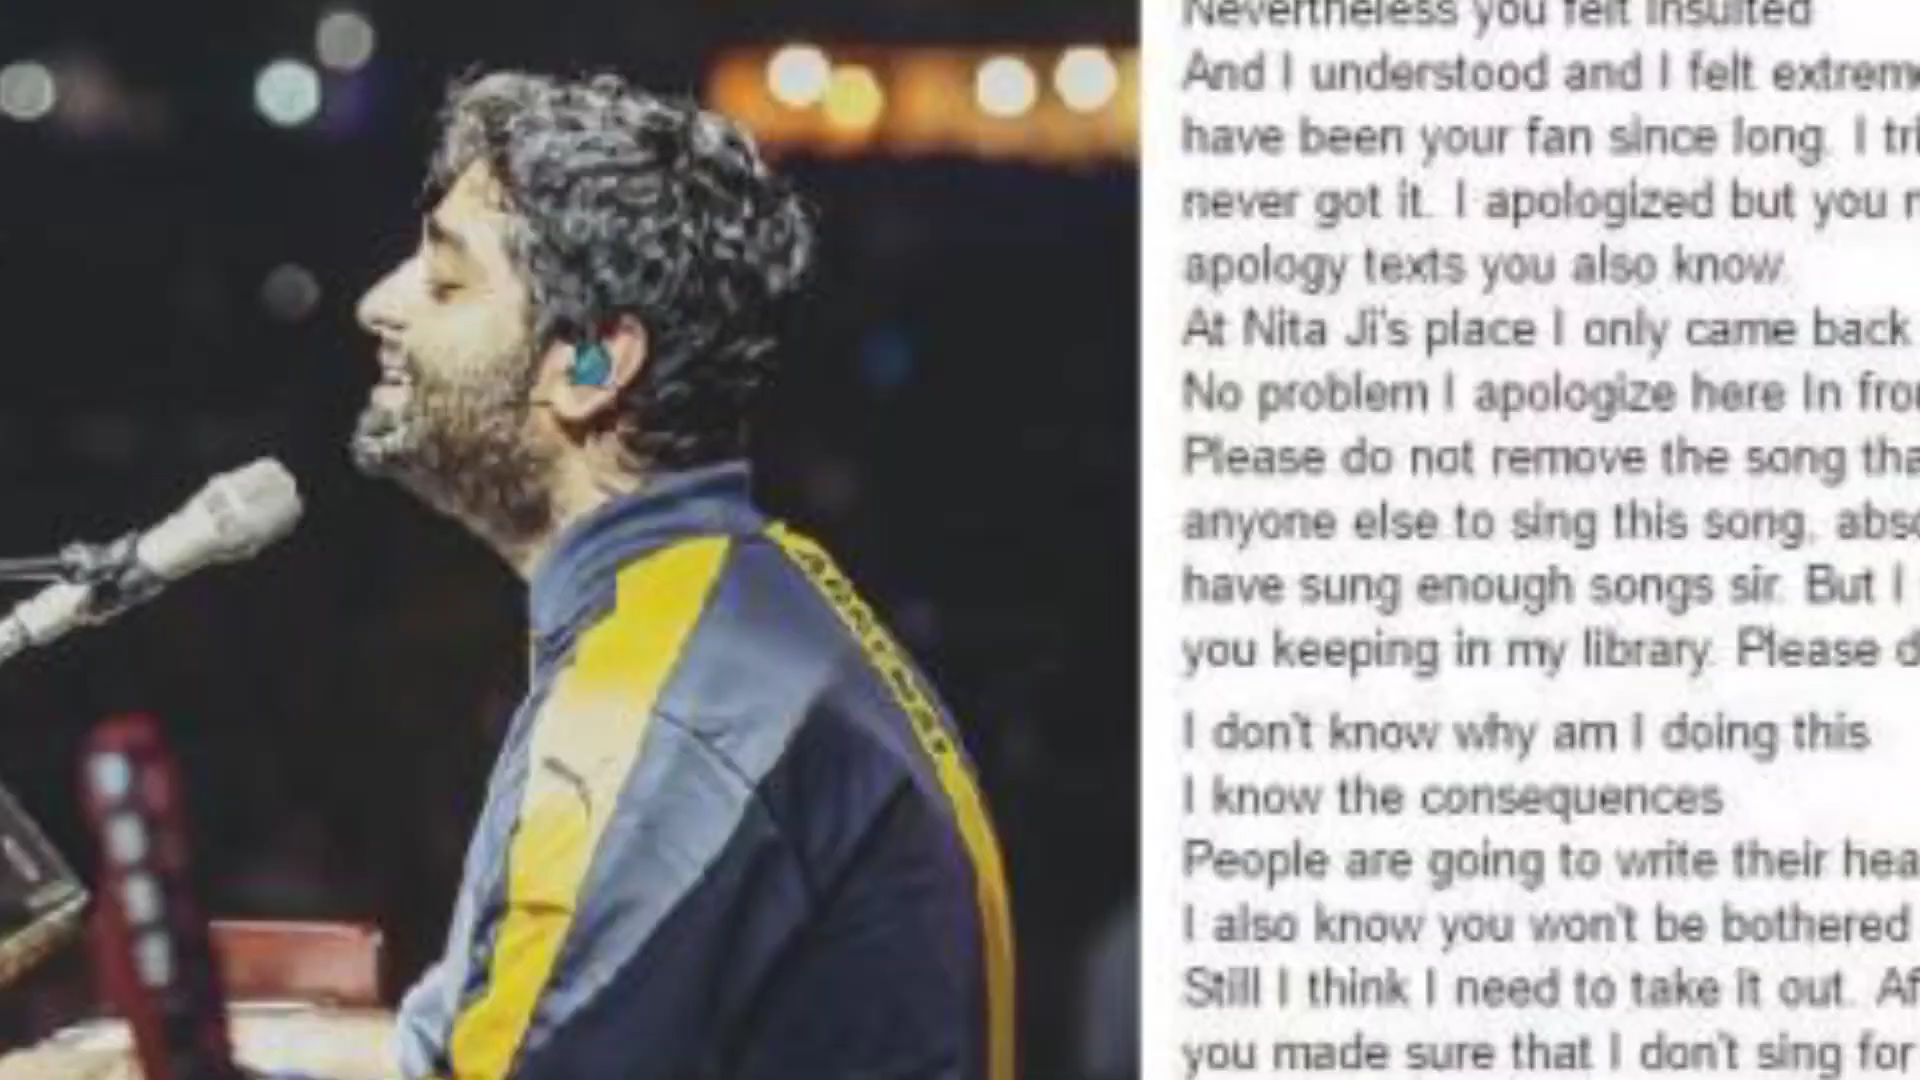 Nevertheless you felt insulted
And I understood and I felt
have been your fan since long. I
never got it. I apologized but you
apology texts you also know.
At Nita Ji's place I only came back
No problem I apologize here In
Please do not remove the song
anyone else to sing this song,
have sung enough songs sir. But I
you keeping in my library. Please
I don't know why am I doing this
I know the consequences
People are going to write their
I also know you won't be bothered
Still I think I need to take it out.
you made sure that I don't sing for